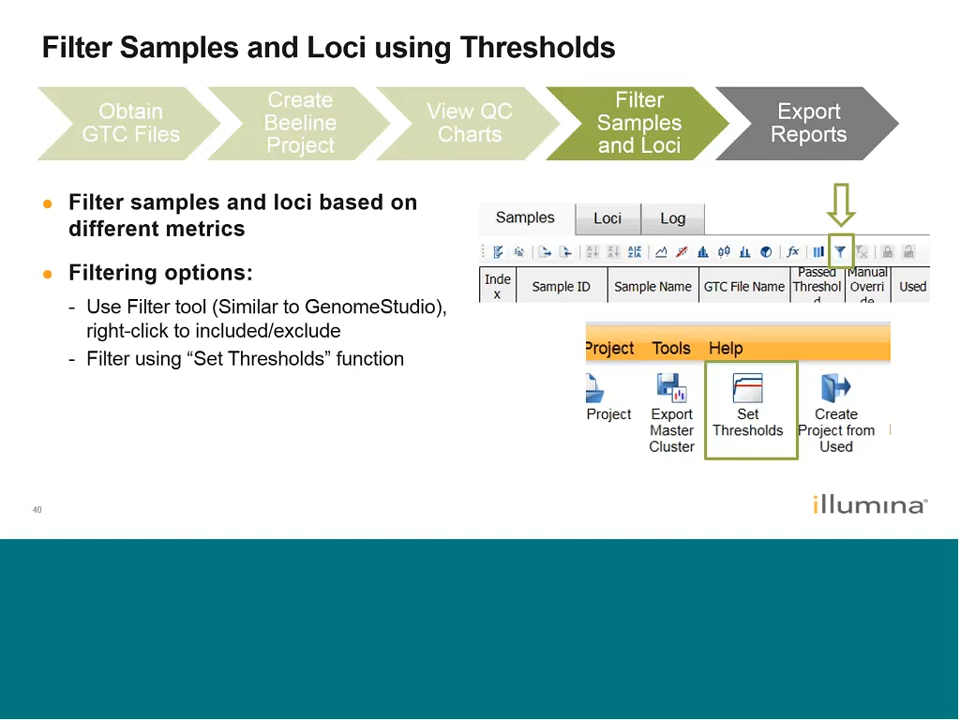 Filter Samples and Loci using Thresholds
Obtain
GTC Files
Create
Beeline
Project
View QC
Charts
Filter
Samples
and Loci
Export
Reports
● Filter samples and loci based on
different metrics
● Filtering options:
- Use Filter tool (Similar to GenomeStudio),
right-click to included/exclude
- Filter using “Set Thresholds” function
Samples Loci Log
Inde
x
Sample ID
Sample Name
GTC File Name
Passed
Threshol
d
Manual
Overri
de
Used
Project Tools Help
Project
Export
Master
Cluster
Set
Thresholds
Create
Project from
Used
40
illumina®